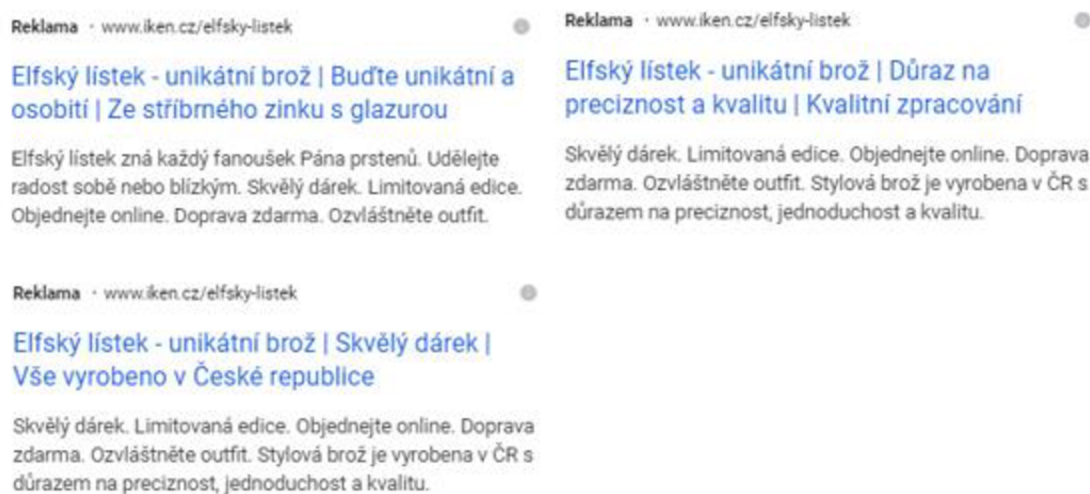 Reklama · www.iken.cz/elfsky-listek
Elfský lístek - unikátní brož | Buďte unikátní a
osobití | Ze stříbrného zinku s glazurou
Elfský lístek zná každý fanoušek Pána prstenů. Udělejte
radost sobě nebo blízkým. Skvělý dárek. Limitovaná edice.
Objednejte online. Doprava zdarma. Ozvláštněte outfit.
Reklama · www.iken.cz/elfsky-listek
Elfský lístek - unikátní brož | Důraz na
preciznost a kvalitu | Kvalitní zpracování
Skvělý dárek. Limitovaná edice. Objednejte online. Doprava
zdarma. Ozvláštněte outfit. Stylová brož je vyrobena v ČR s
důrazem na preciznost, jednoduchost a kvalitu.
Reklama · www.iken.cz/elfsky-listek
Elfský lístek - unikátní brož | Skvělý dárek |
Vše vyrobeno v České republice
Skvělý dárek. Limitovaná edice. Objednejte online. Doprava
zdarma. Ozvláštněte outfit. Stylová brož je vyrobena v ČR s
důrazem na preciznost, jednoduchost a kvalitu.